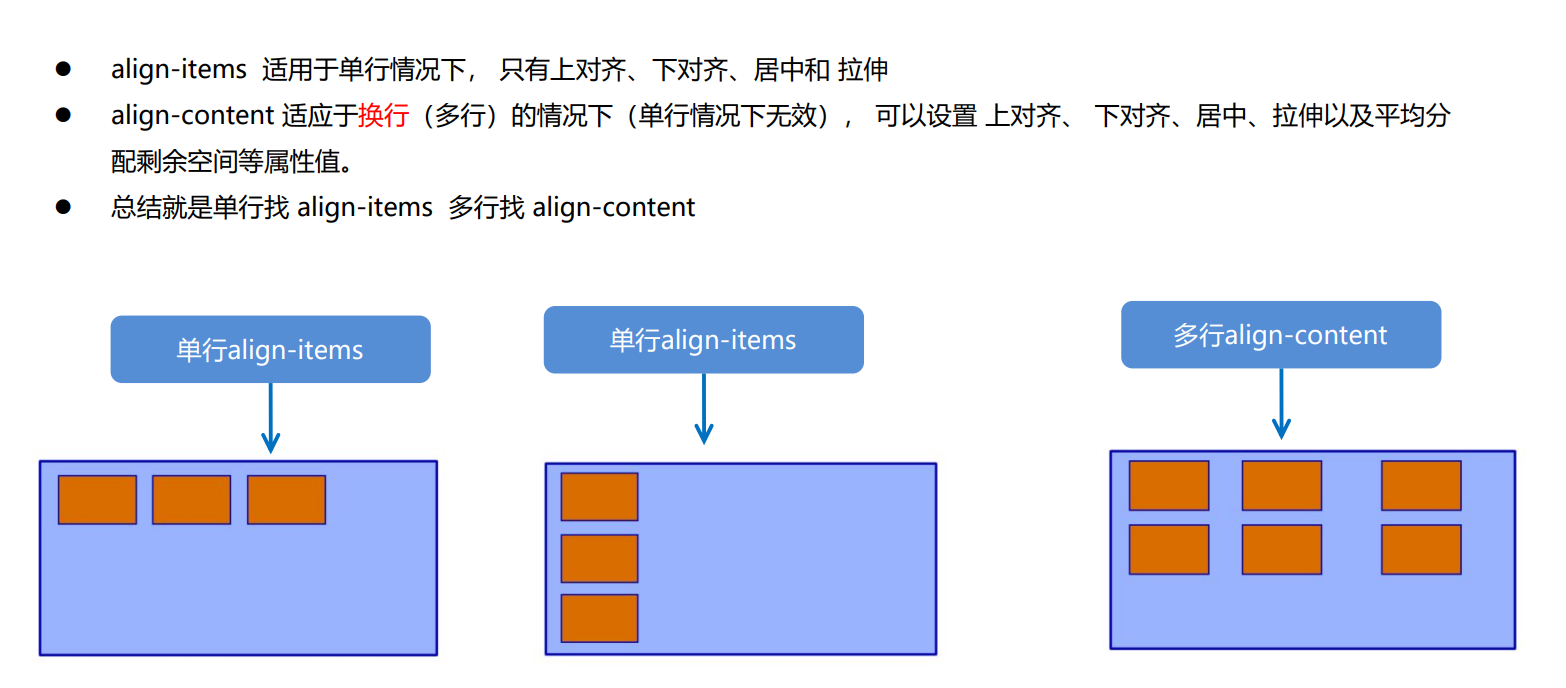 ● align-items 适用于单行情况下， 只有上对齐、下对齐、居中和 拉伸
● align-content 适应于换行（多行）的情况下（单行情况下无效）， 可以设置 上对齐、 下对齐、居中、拉伸以及平均分
配剩余空间等属性值。
● 总结就是单行找 align-items 多行找 align-content
单行align-items
单行align-items
多行align-content